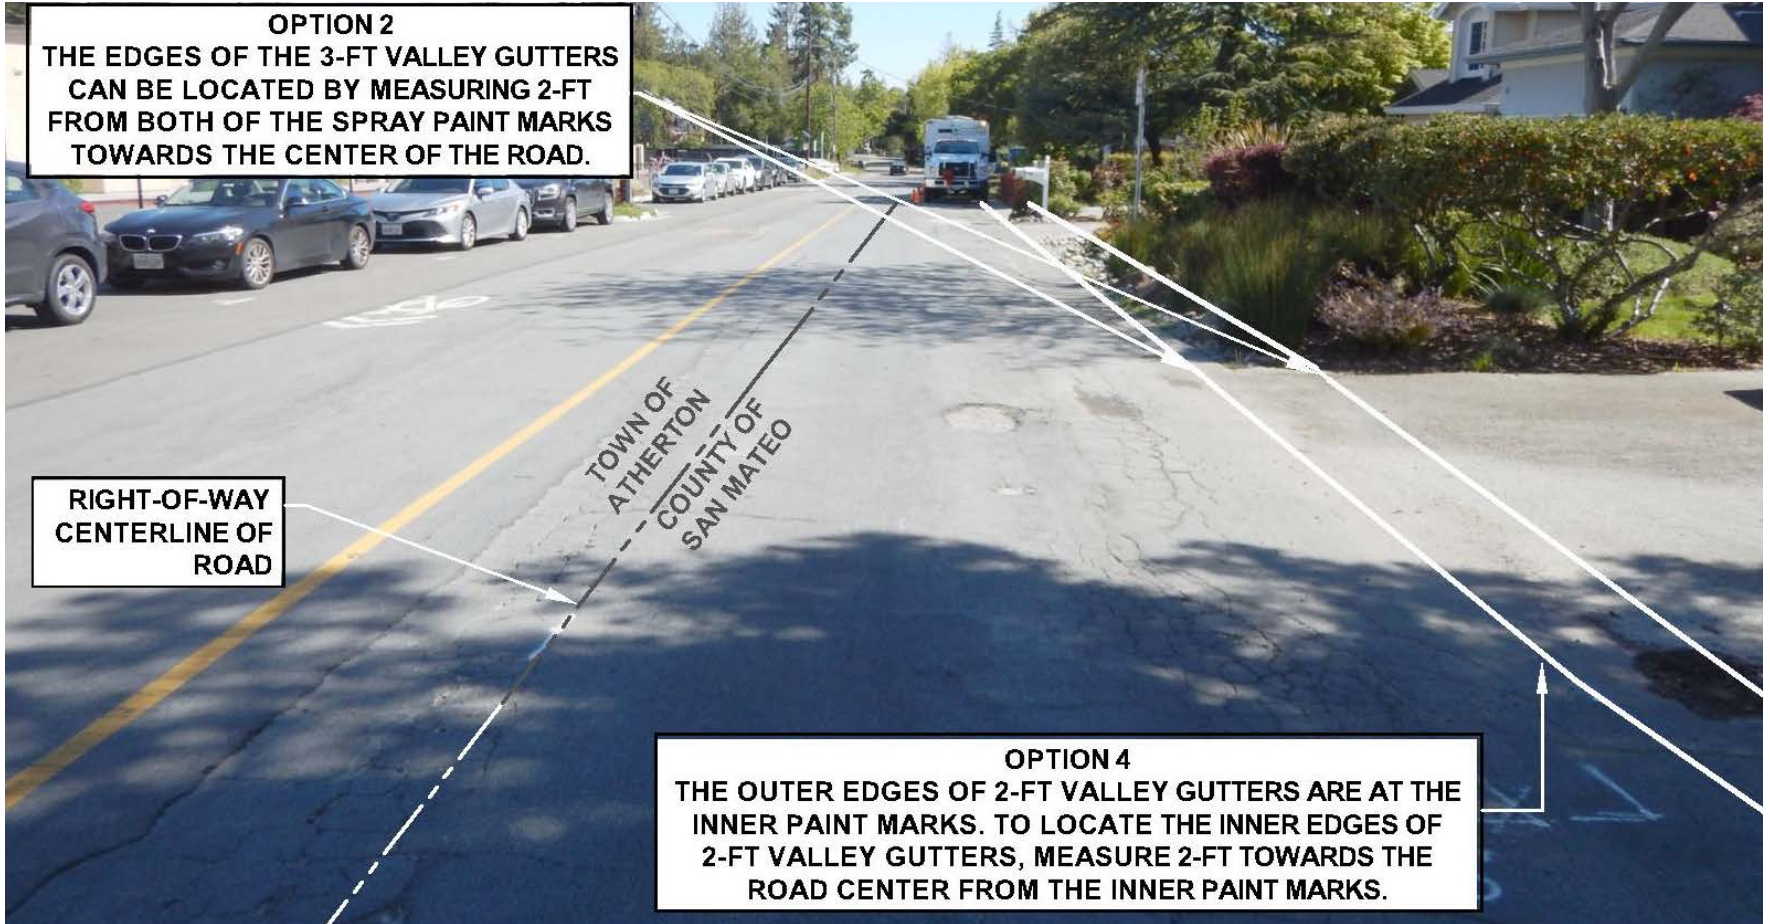 OPTION 2
THE EDGES OF THE 3-FT VALLEY GUTTERS
CAN BE LOCATED BY MEASURING 2-FT
FROM BOTH OF THE SPRAY PAINT MARKS
TOWARDS THE CENTER OF THE ROAD.
TOWN OF
ATHERTON
COUNTY OF
SAN MATEO
RIGHT-OF-WAY
CENTERLINE OF
ROAD
OPTION 4
THE OUTER EDGES OF 2-FT VALLEY GUTTERS ARE AT THE
INNER PAINT MARKS. TO LOCATE THE INNER EDGES OF
2-FT VALLEY GUTTERS, MEASURE 2-FT TOWARDS THE
ROAD CENTER FROM THE INNER PAINT MARKS.